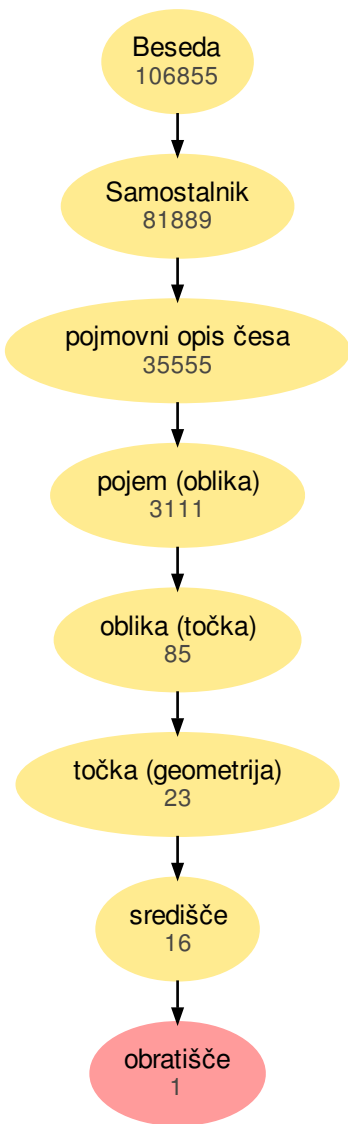 Beseda
106855
Samostalnik
81889
pojmovni opis česa
35555
pojem (oblika)
3111
oblika (točka)
85
točka (geometrija)
23
središče
16
obratišče
1